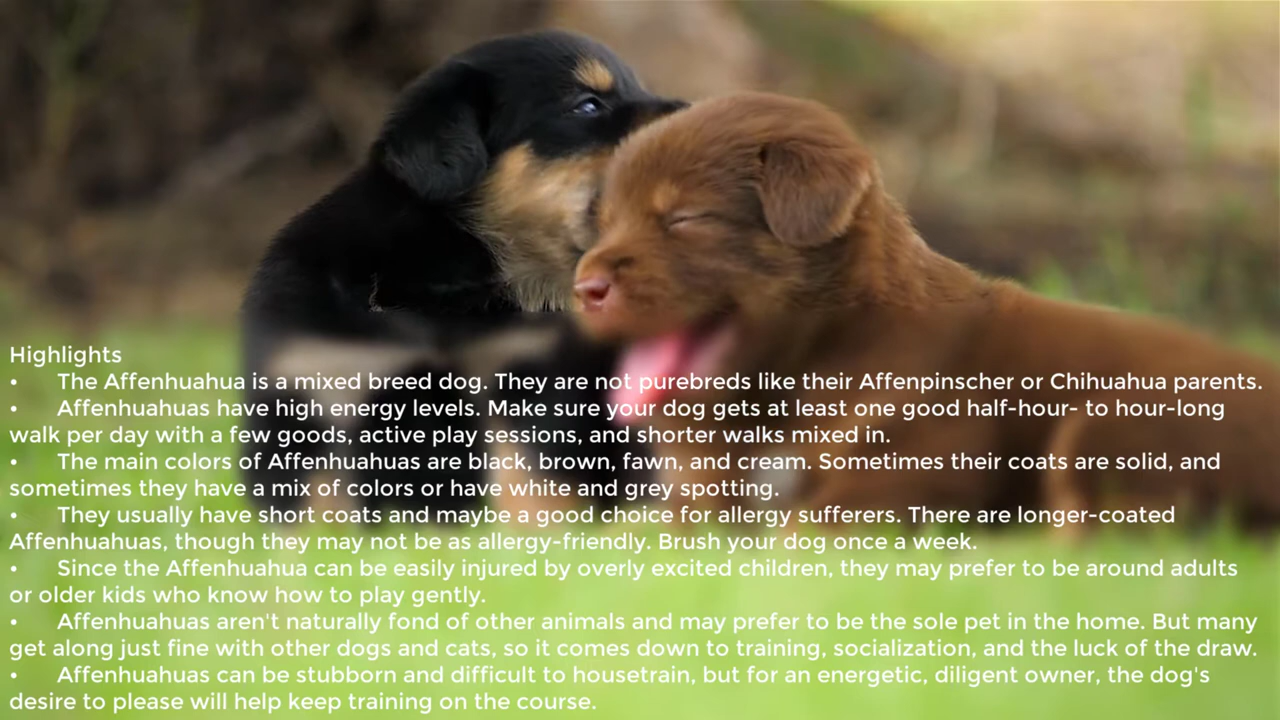 Highlights
• The Affenhuahua is a mixed breed dog. They are not purebreds like their Affenpinscher or Chihuahua parents.
• Affenhuahuas have high energy levels. Make sure your dog gets at least one good half-hour- to hour-long
walk per day with a few goods, active play sessions, and shorter walks mixed in.
• The main colors of Affenhuahuas are black, brown, fawn, and cream. Sometimes their coats are solid, and
sometimes they have a mix of colors or have white and grey spotting.
• They usually have short coats and maybe a good choice for allergy sufferers. There are longer-coated
Affenhuahuas, though they may not be as allergy-friendly. Brush your dog once a week.
• Since the Affenhuahua can be easily injured by overly excited children, they may prefer to be around adults
or older kids who know how to play gently.
• Affenhuahuas aren't naturally fond of other animals and may prefer to be the sole pet in the home. But many
get along just fine with other dogs and cats, so it comes down to training, socialization, and the luck of the draw.
• Affenhuahuas can be stubborn and difficult to housetrain, but for an energetic, diligent owner, the dog's
desire to please will help keep training on the course.